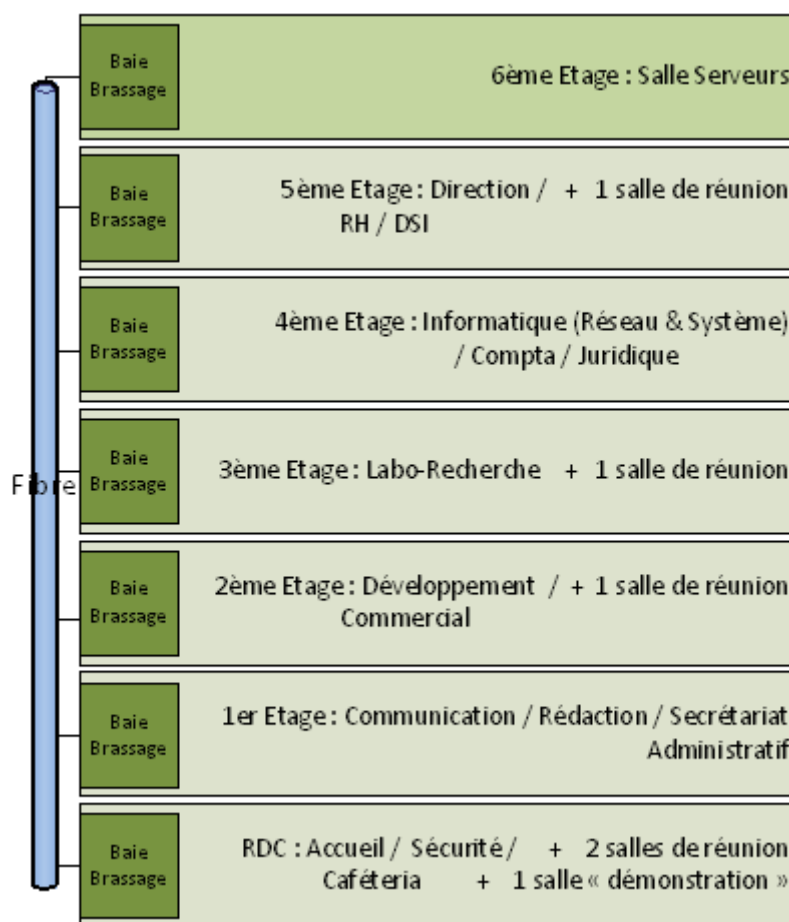 Baie
Brassage
6ème Etage : Salle Serveurs
Baie
Brassage
5ème Etage : Direction / + 1 salle de réunion
RH / DSI
Baie
Brassage
4ème Etage : Informatique (Réseau & Système)
/ Compta / Juridique
Fibre
Baie
Brassage
3ème Etage : Labo-Recherche + 1 salle de réunion
Baie
Brassage
2ème Etage : Développement / + 1 salle de réunion
Commercial
Baie
Brassage
1er Etage : Communication / Rédaction / Secrétariat
Administratif
Baie
Brassage
RDC : Accueil / Sécurité / + 2 salles de réunion
Caféteria + 1 salle « démonstration »